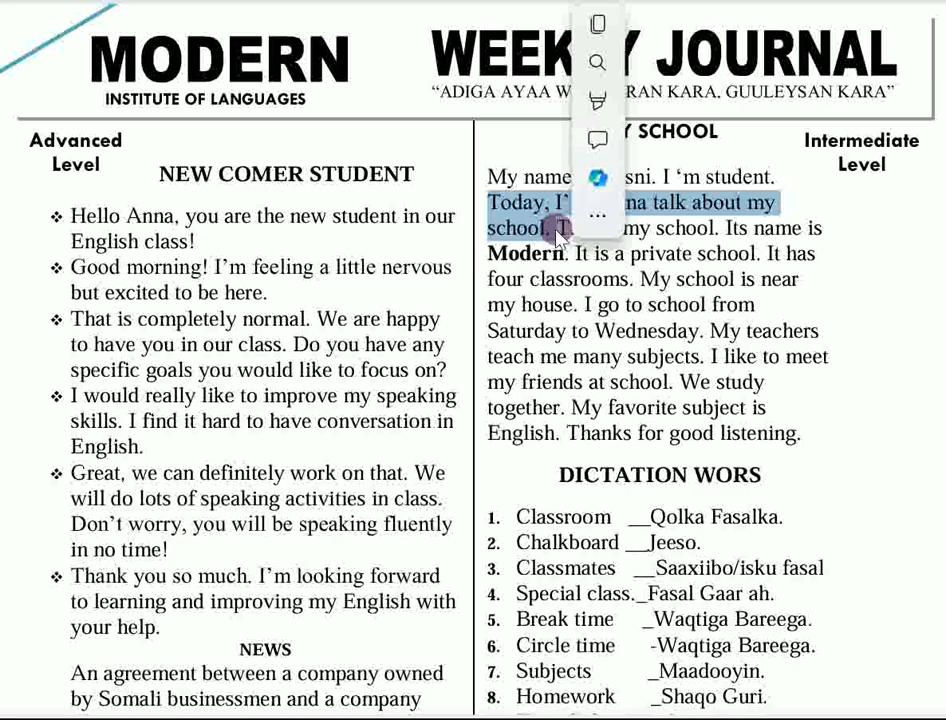 MODERN
INSTITUTE OF LANGUAGES
WEEK Y JOURNAL
“ADIGA AYAA W RAN KARA, GUULEYSAN KARA”
Advanced
Level
NEW COMER STUDENT
❖ Hello Anna, you are the new student in our
English class!
❖ Good morning! I’m feeling a little nervous
but excited to be here.
❖ That is completely normal. We are happy
to have you in our class. Do you have any
specific goals you would like to focus on?
❖ I would really like to improve my speaking
skills. I find it hard to have conversation in
English.
❖ Great, we can definitely work on that. We
will do lots of speaking activities in class.
Don’t worry, you will be speaking fluently
in no time!
❖ Thank you so much. I’m looking forward
to learning and improving my English with
your help.
NEWS
An agreement between a company owned
by Somali businessmen and a company
Y SCHOOL
Intermediate
Level
My name sni. I ‘m student.
Today, I’ na talk about my
school. T my school. Its name is
Modern. It is a private school. It has
four classrooms. My school is near
my house. I go to school from
Saturday to Wednesday. My teachers
teach me many subjects. I like to meet
my friends at school. We study
together. My favorite subject is
English. Thanks for good listening.
DICTATION WORS
1. Classroom __Qolka Fasalka.
2. Chalkboard __Jeeso.
3. Classmates __Saaxiibo/isku fasal
4. Special class._Fasal Gaar ah.
5. Break time _Waqtiga Bareega.
6. Circle time -Waqtiga Bareega.
7. Subjects _Maadooyin.
8. Homework _Shaqo Guri.